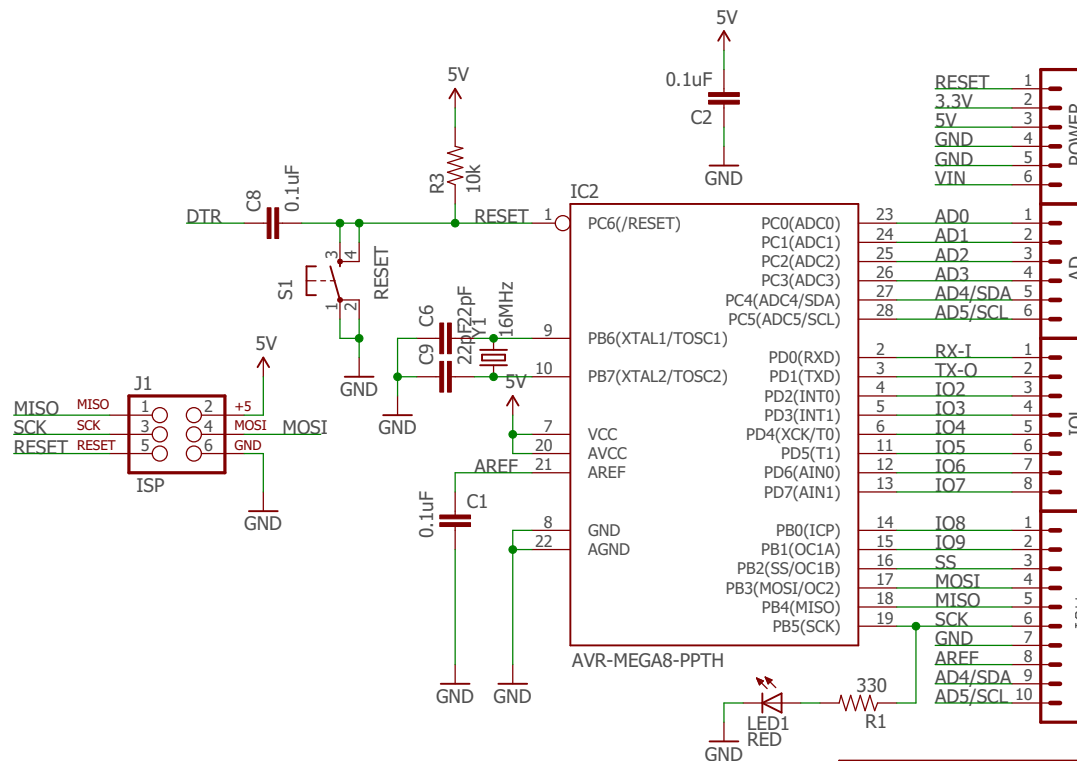 5V
0.1uF
C2
GND
5V
R3
10k
DTR
C8
0.1uF
RESET
S1
3
4
1
2
RESET
GND
C6
22pF
C9
22pF
Y1
16MHz
GND
5V
AREF
C1
0.1uF
GND
GND
5V
J1
MISO MISO 1 2 +5
SCK SCK 3 4 MOSI MOSI
RESET RESET 5 6 GND
ISP
GND
IC2
1 PC6(/RESET)
9 PB6(XTAL1/TOSC1)
10 PB7(XTAL2/TOSC2)
7 VCC
20 AVCC
21 AREF
8 GND
22 AGND
PC0(ADC0) 23 AD0 1
PC1(ADC1) 24 AD1 2
PC2(ADC2) 25 AD2 3
PC3(ADC3) 26 AD3 4
PC4(ADC4/SDA) 27 AD4/SDA 5
PC5(ADC5/SCL) 28 AD5/SCL 6
PD0(RXD) 2 RX-I 1
PD1(TXD) 3 TX-O 2
PD2(INT0) 4 IO2 3
PD3(INT1) 5 IO3 4
PD4(XCK/T0) 6 IO4 5
PD5(T1) 11 IO5 6
PD6(AIN0) 12 IO6 7
PD7(AIN1) 13 IO7 8
PB0(ICP) 14 IO8 1
PB1(OC1A) 15 IO9 2
PB2(SS/OC1B) 16 SS 3
PB3(MOSI/OC2) 17 MOSI 4
PB4(MISO) 18 MISO 5
PB5(SCK) 19 SCK 6
GND 7
AREF 8
AD4/SDA 9
AD5/SCL 10
AVR-MEGA8-PPTH
330
R1
LED1
RED
GND
RESET 1
3.3V 2
5V 3
GND 4
GND 5
VIN 6
POWER
AD